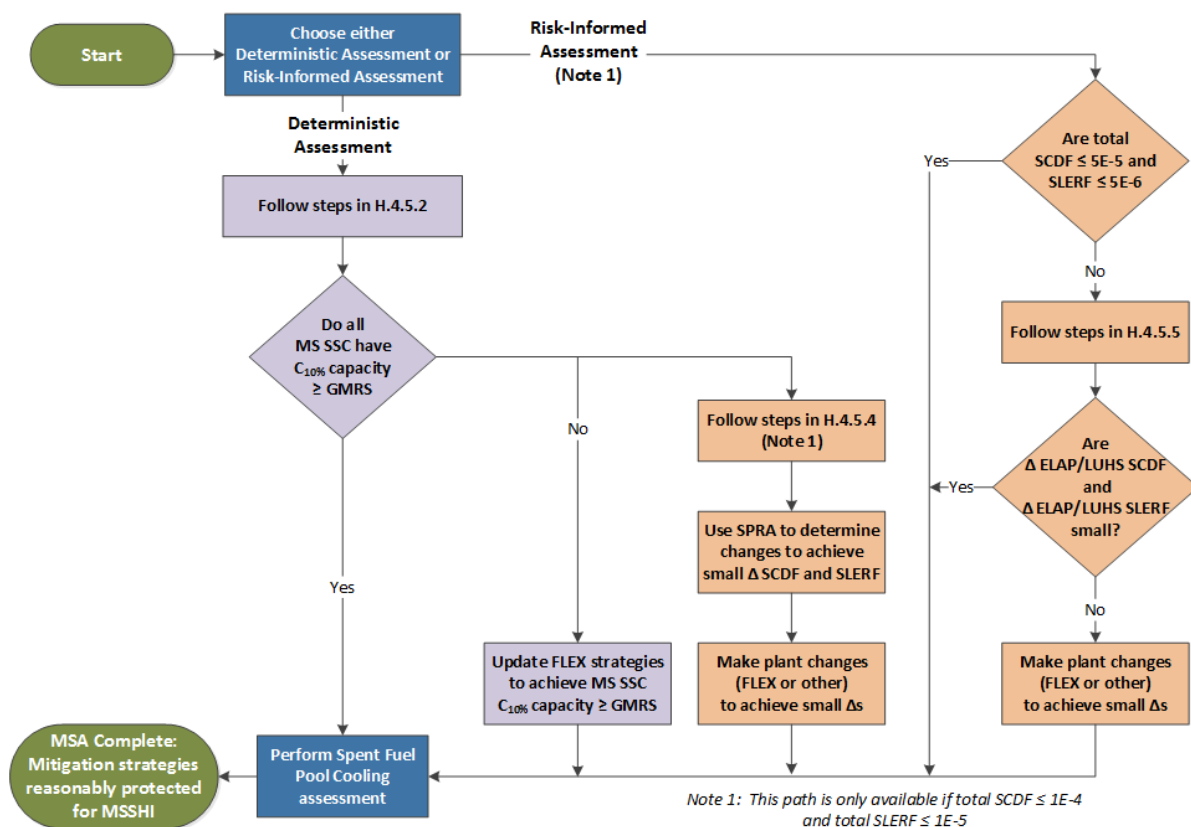 Start
Choose either
Deterministic Assessment or
Risk-Informed Assessment
Risk-Informed
Assessment
(Note 1)
Deterministic
Assessment
Are total
SCDF ≤ 5E-5 and
SLERF ≤ 5E-6
Yes
No
Follow steps in H.4.5.2
Follow steps in H.4.5.5
Do all
MS SSC have
C10% capacity
≥ GMRS
No
Follow steps in H.4.5.4
(Note 1)
Are
Δ ELAP/LUHS SCDF
and
Δ ELAP/LUHS SLERF
small?
Yes
Use SPRA to determine
changes to achieve
small Δ SCDF and SLERF
Yes
No
Update FLEX strategies
to achieve MS SSC
C10% capacity ≥ GMRS
Make plant changes
(FLEX or other)
to achieve small Δs
Make plant changes
(FLEX or other)
to achieve small Δs
MSA Complete:
Mitigation strategies
reasonably protected
for MSSHI
Perform Spent Fuel
Pool Cooling
assessment
Note 1: This path is only available if total SCDF ≤ 1E-4
and total SLERF ≤ 1E-5